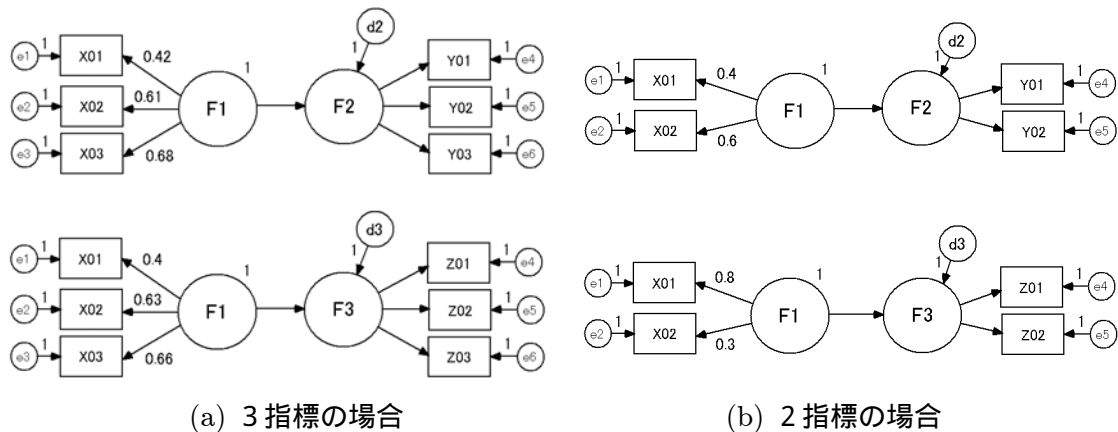 d2 d2
1 1
e1 1 X01 0.42 1 Y01 1 e4
e2 1 X02 0.61 F1 F2 Y02 1 e5
e3 1 X03 0.68 Y03 1 e6
e1 1 X01 0.4 1 Y01 1 e4
F1 F2
e2 1 X02 0.6 Y02 1 e5
d3 d3
1 1
e1 1 X01 0.4 1 Z01 1 e4
e2 1 X02 0.63 F1 F3 Z02 1 e5
e3 1 X03 0.66 Z03 1 e6
e1 1 X01 0.8 1 Z01 1 e4
F1 F3
e2 1 X02 0.3 Z02 1 e5
(a) 3指標の場合
(b) 2指標の場合